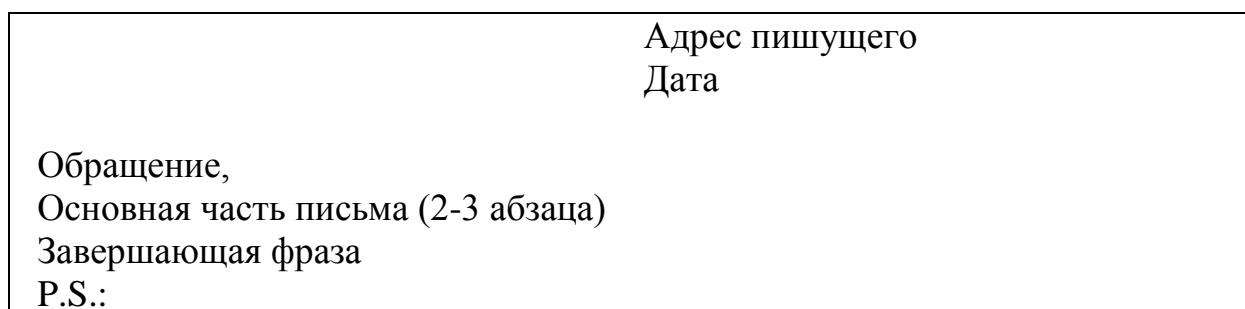 Адрес пишущего
Дата
Обращение,
Основная часть письма (2-3 абзаца)
Завершающая фраза
P.S.: